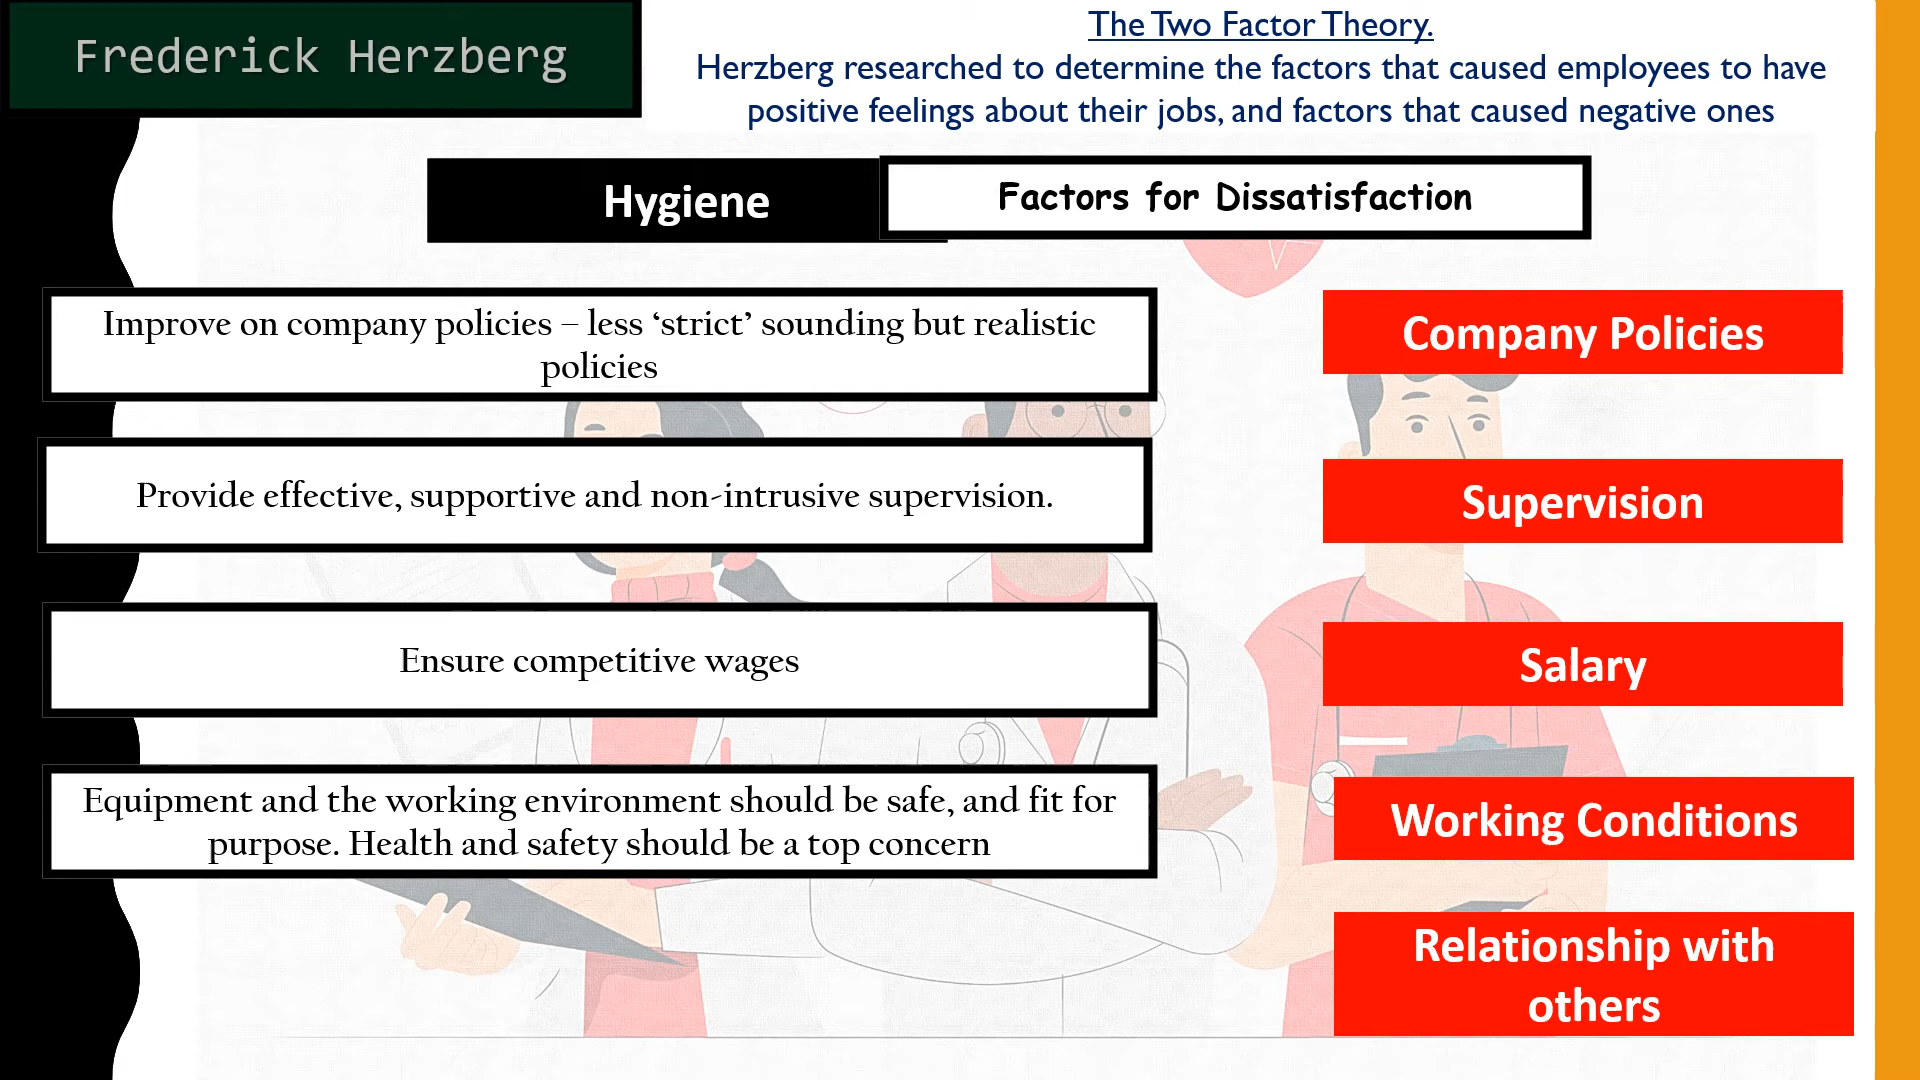 Frederick Herzberg
The Two Factor Theory.
Herzberg researched to determine the factors that caused employees to have
positive feelings about their jobs, and factors that caused negative ones
Hygiene
Factors for Dissatisfaction
Improve on company policies – less ‘strict’ sounding but realistic
policies
Company Policies
Provide effective, supportive and non-intrusive supervision.
Supervision
Ensure competitive wages
Salary
Equipment and the working environment should be safe, and fit for
purpose. Health and safety should be a top concern
Working Conditions
Relationship with
others